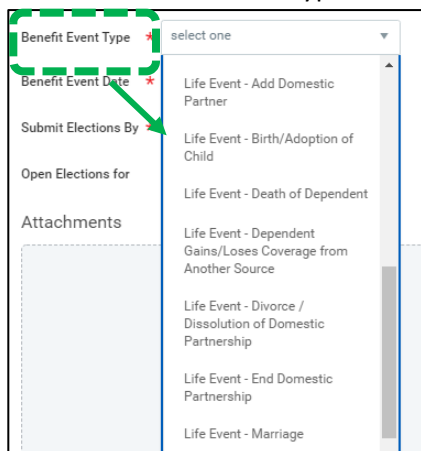 Benefit Event Type * select one
Benefit Event Date *
Submit Elections By *
Open Elections for
Attachments
Life Event - Add Domestic
Partner
Life Event - Birth/Adoption of
Child
Life Event - Death of Dependent
Life Event - Dependent
Gains/Loses Coverage from
Another Source
Life Event - Divorce /
Dissolution of Domestic
Partnership
Life Event - End Domestic
Partnership
Life Event - Marriage